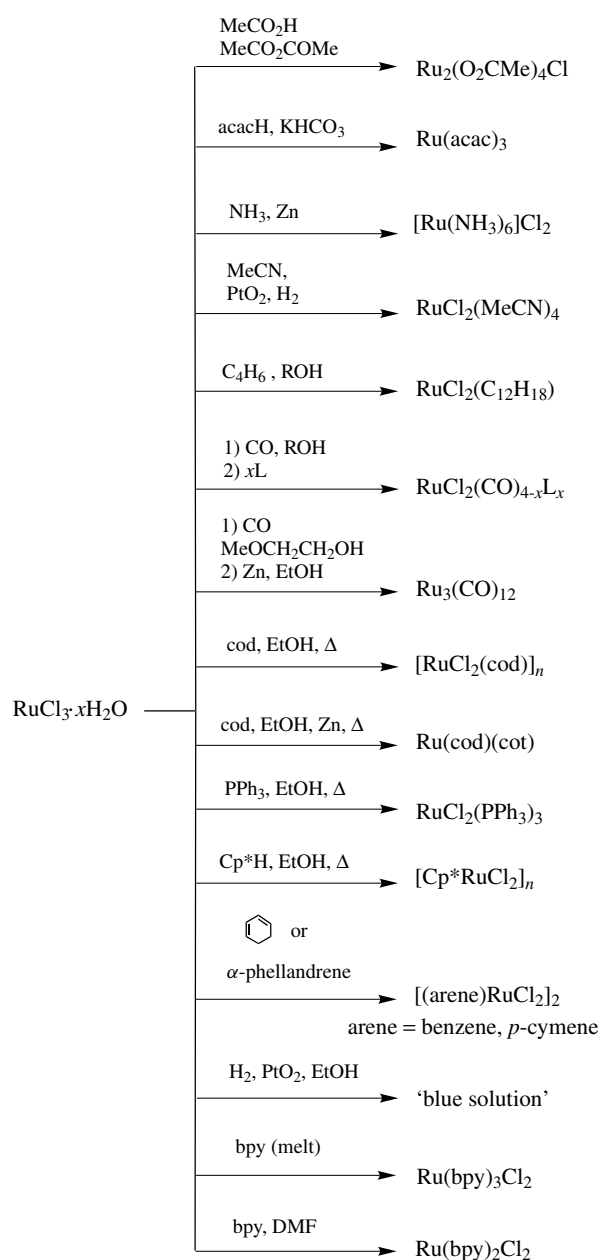 MeCO₂H
MeCO₂COMe
Ru₂(O₂CMe)₄Cl
acacH, KHCO₃
Ru(acac)₃
NH₃, Zn
[Ru(NH₃)₆]Cl₂
MeCN,
PtO₂, H₂
RuCl₂(MeCN)₄
C₄H₆ , ROH
RuCl₂(C₁₂H₁₈)
1) CO, ROH
2) xL
RuCl₂(CO)₄₋ₓLₓ
1) CO
MeOCH₂CH₂OH
2) Zn, EtOH
Ru₃(CO)₁₂
cod, EtOH, Δ
[RuCl₂(cod)]ₙ
RuCl₃·xH₂O
cod, EtOH, Zn, Δ
Ru(cod)(cot)
PPh₃, EtOH, Δ
RuCl₂(PPh₃)₃
Cp*H, EtOH, Δ
[Cp*RuCl₂]ₙ
or
α-phellandrene
[(arene)RuCl₂]₂
arene = benzene, p-cymene
H₂, PtO₂, EtOH
‘blue solution’
bpy (melt)
Ru(bpy)₃Cl₂
bpy, DMF
Ru(bpy)₂Cl₂